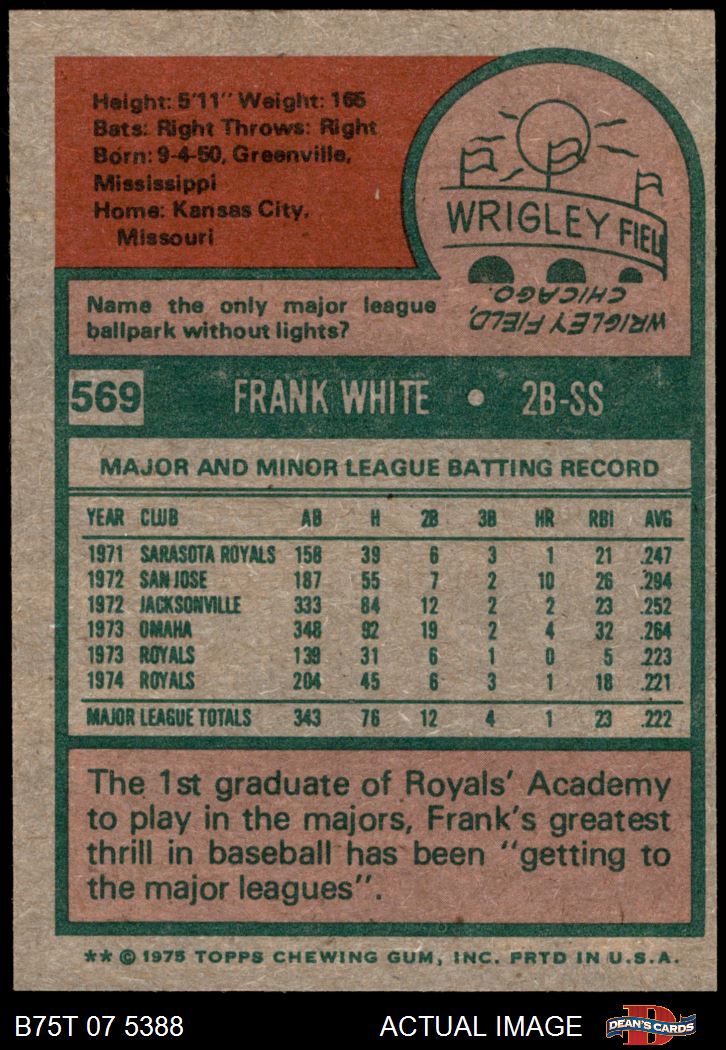 Height: 5'11" Weight: 165
Bats: Right Throws: Right
Born: 9-4-50, Greenville,
Mississippi
Home: Kansas City,
Missouri
WRIGLEY FIEL
WRIGLEY FIELD,
CHICAGO.
Name the only major league
ballpark without lights?
569 FRANK WHITE • 2B-SS
MAJOR AND MINOR LEAGUE BATTING RECORD
YEAR CLUB AB H 2B 3B HR RBI AVG
1971 SARASOTA ROYALS 158 39 6 3 1 21 .247
1972 SAN JOSE 187 55 7 2 10 26 .294
1972 JACKSONVILLE 333 84 12 2 2 23 .252
1973 OMAHA 348 92 19 2 4 32 .264
1973 ROYALS 139 31 6 1 0 5 .223
1974 ROYALS 204 45 6 3 1 18 .221
MAJOR LEAGUE TOTALS 343 76 12 4 1 23 .222
The 1st graduate of Royals' Academy
to play in the majors, Frank's greatest
thrill in baseball has been "getting to
the major leagues".
** © 1975 TOPPS CHEWING GUM, INC. PRTD IN U.S.A.
B75T 07 5388 ACTUAL IMAGE D DEAN'S CARDS